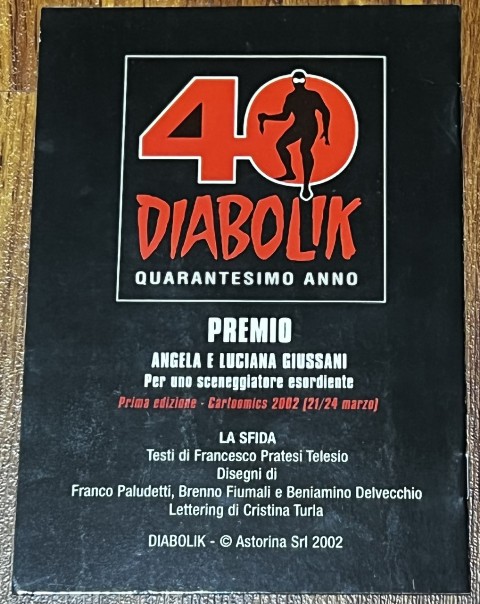 40
DIABOLIK
QUARANTESIMO ANNO
PREMIO
ANGELA E LUCIANA GIUSSANI
Per uno sceneggiatore esordiente
Prima edizione - Cartoomics 2002 (21/24 marzo)
LA SFIDA
Testi di Francesco Pratesi Telesio
Disegni di
Franco Paludetti, Brenno Fiumali e Beniamino Delvecchio
Lettering di Cristina Turla
DIABOLIK - © Astorina Srl 2002